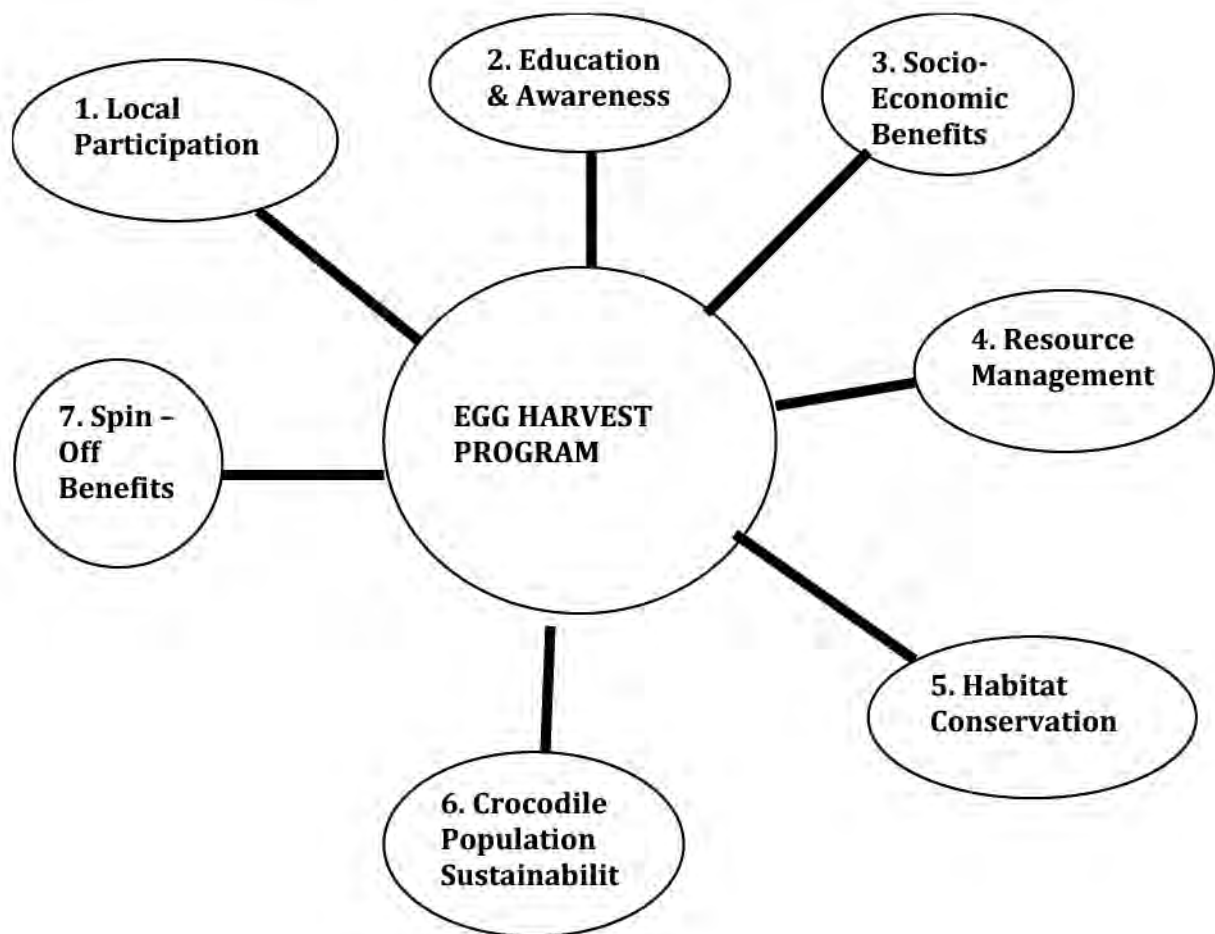 1. Local
Participation
2. Education
& Awareness
3. Socio-
Economic
Benefits
4. Resource
Management
EGG HARVEST
PROGRAM
7. Spin –
Off
Benefits
5. Habitat
Conservation
6. Crocodile
Population
Sustainabilit